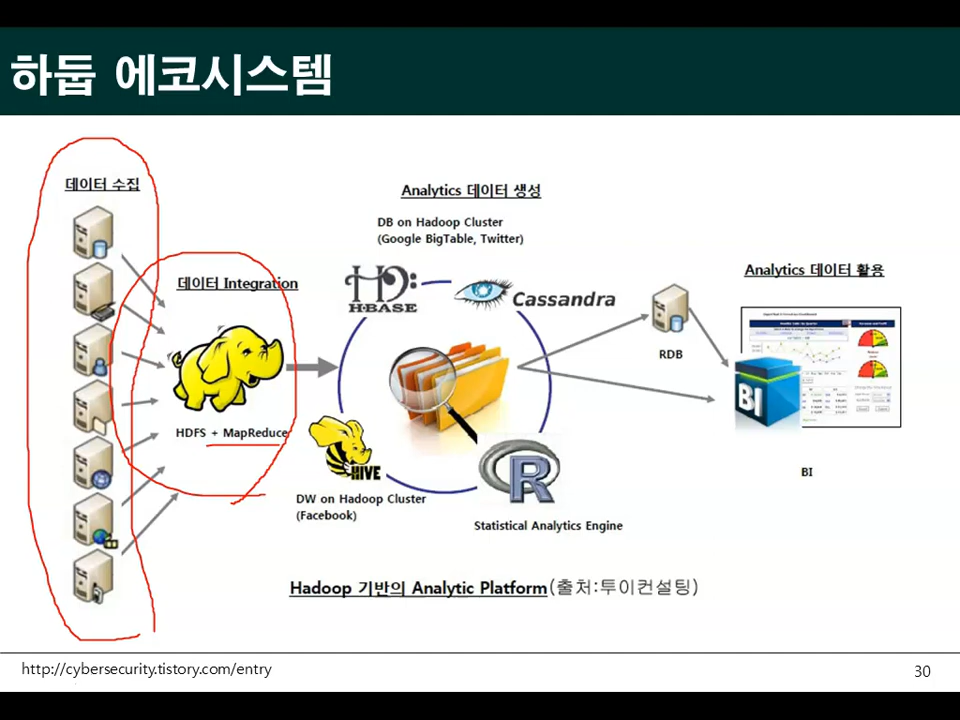 하둡 에코시스템
데이터 수집
데이터 Integration
HDFS + MapReduce
Analytics 데이터 생성
DB on Hadoop Cluster
(Google BigTable, Twitter)
HBASE
Cassandra
HIVE
DW on Hadoop Cluster
(Facebook)
R
Statistical Analytics Engine
Analytics 데이터 활용
RDB
BI
BI
Hadoop 기반의 Analytic Platform(출처:투이컨설팅)
http://cybersecurity.tistory.com/entry
30